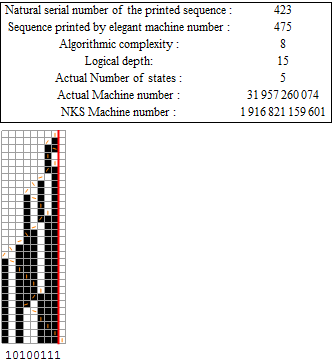 Natural serial number of the printed sequence : 423
Sequence printed by elegant machine number : 475
Algorithmic complexity : 8
Logical depth: 15
Actual Number of states : 5
Actual Machine number : 31 957 260 074
NKS Machine number : 1 916 821 159 601
10100111